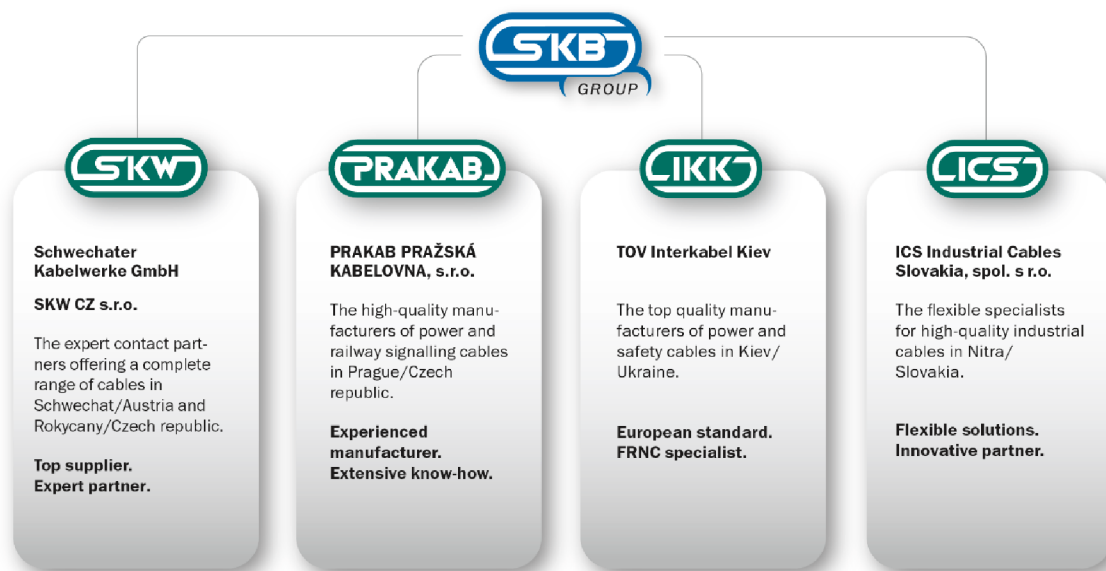 SKB
GROUP
SKW
Schwechater
Kabelwerke GmbH
SKW CZ s.r.o.
The expert contact part-
ners offering a complete
range of cables in
Schwechat/Austria and
Rokycany/Czech republic.
Top supplier.
Expert partner.
PRAKAB
PRAKAB PRAŽSKÁ
KABELOVNA, s.r.o.
The high-quality manu-
facturers of power and
railway signalling cables
in Prague/Czech
republic.
Experienced
manufacturer.
Extensive know-how.
IKK
TOV Interkabel Kiev
The top quality manu-
facturers of power and
safety cables in Kiev/
Ukraine.
European standard.
FRNC specialist.
ICS
ICS Industrial Cables
Slovakia, spol. s r.o.
The flexible specialists
for high-quality industrial
cables in Nitra/
Slovakia.
Flexible solutions.
Innovative partner.